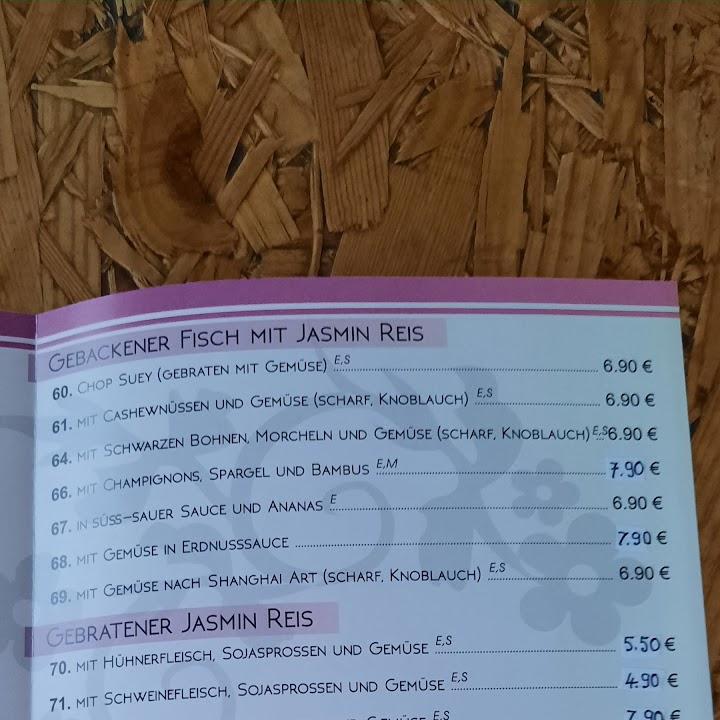 Gebackener Fisch mit Jasmin Reis
60. Chop Suey (gebraten mit Gemüse) E,S 6.90 €
61. mit Cashewnüssen und Gemüse (scharf, Knoblauch) E,S 6.90 €
64. mit Schwarzen Bohnen, Morcheln und Gemüse (scharf, Knoblauch) E,S 6.90 €
66. mit Champignons, Spargel und Bambus E,M 7.90 €
67. in süss-sauer Sauce und Ananas E 6.90 €
68. mit Gemüse in Erdnusssauce 7.90 €
69. mit Gemüse nach Shanghai Art (scharf, Knoblauch) E,S 6.90 €
Gebratener Jasmin Reis
70. mit Hühnerfleisch, Sojasprossen und Gemüse E,S 5.50 €
71. mit Schweinefleisch, Sojasprossen und Gemüse E,S 4.90 €
Gemüse E,S 7.90 €